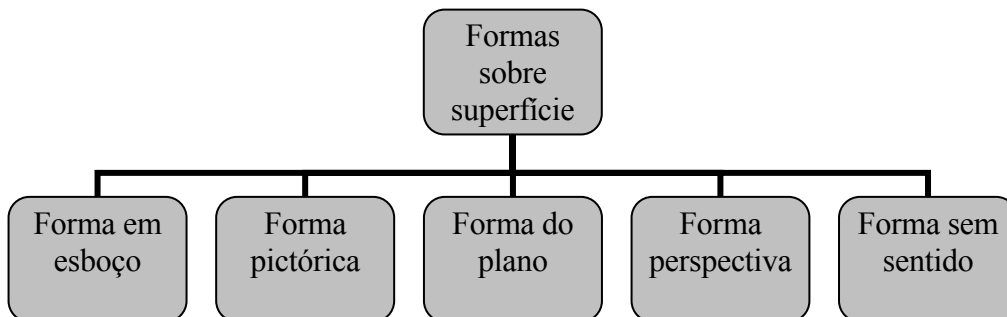 Formas
sobre
superfície
Forma em
esboço
Forma
pictórica
Forma do
plano
Forma
perspectiva
Forma sem
sentido